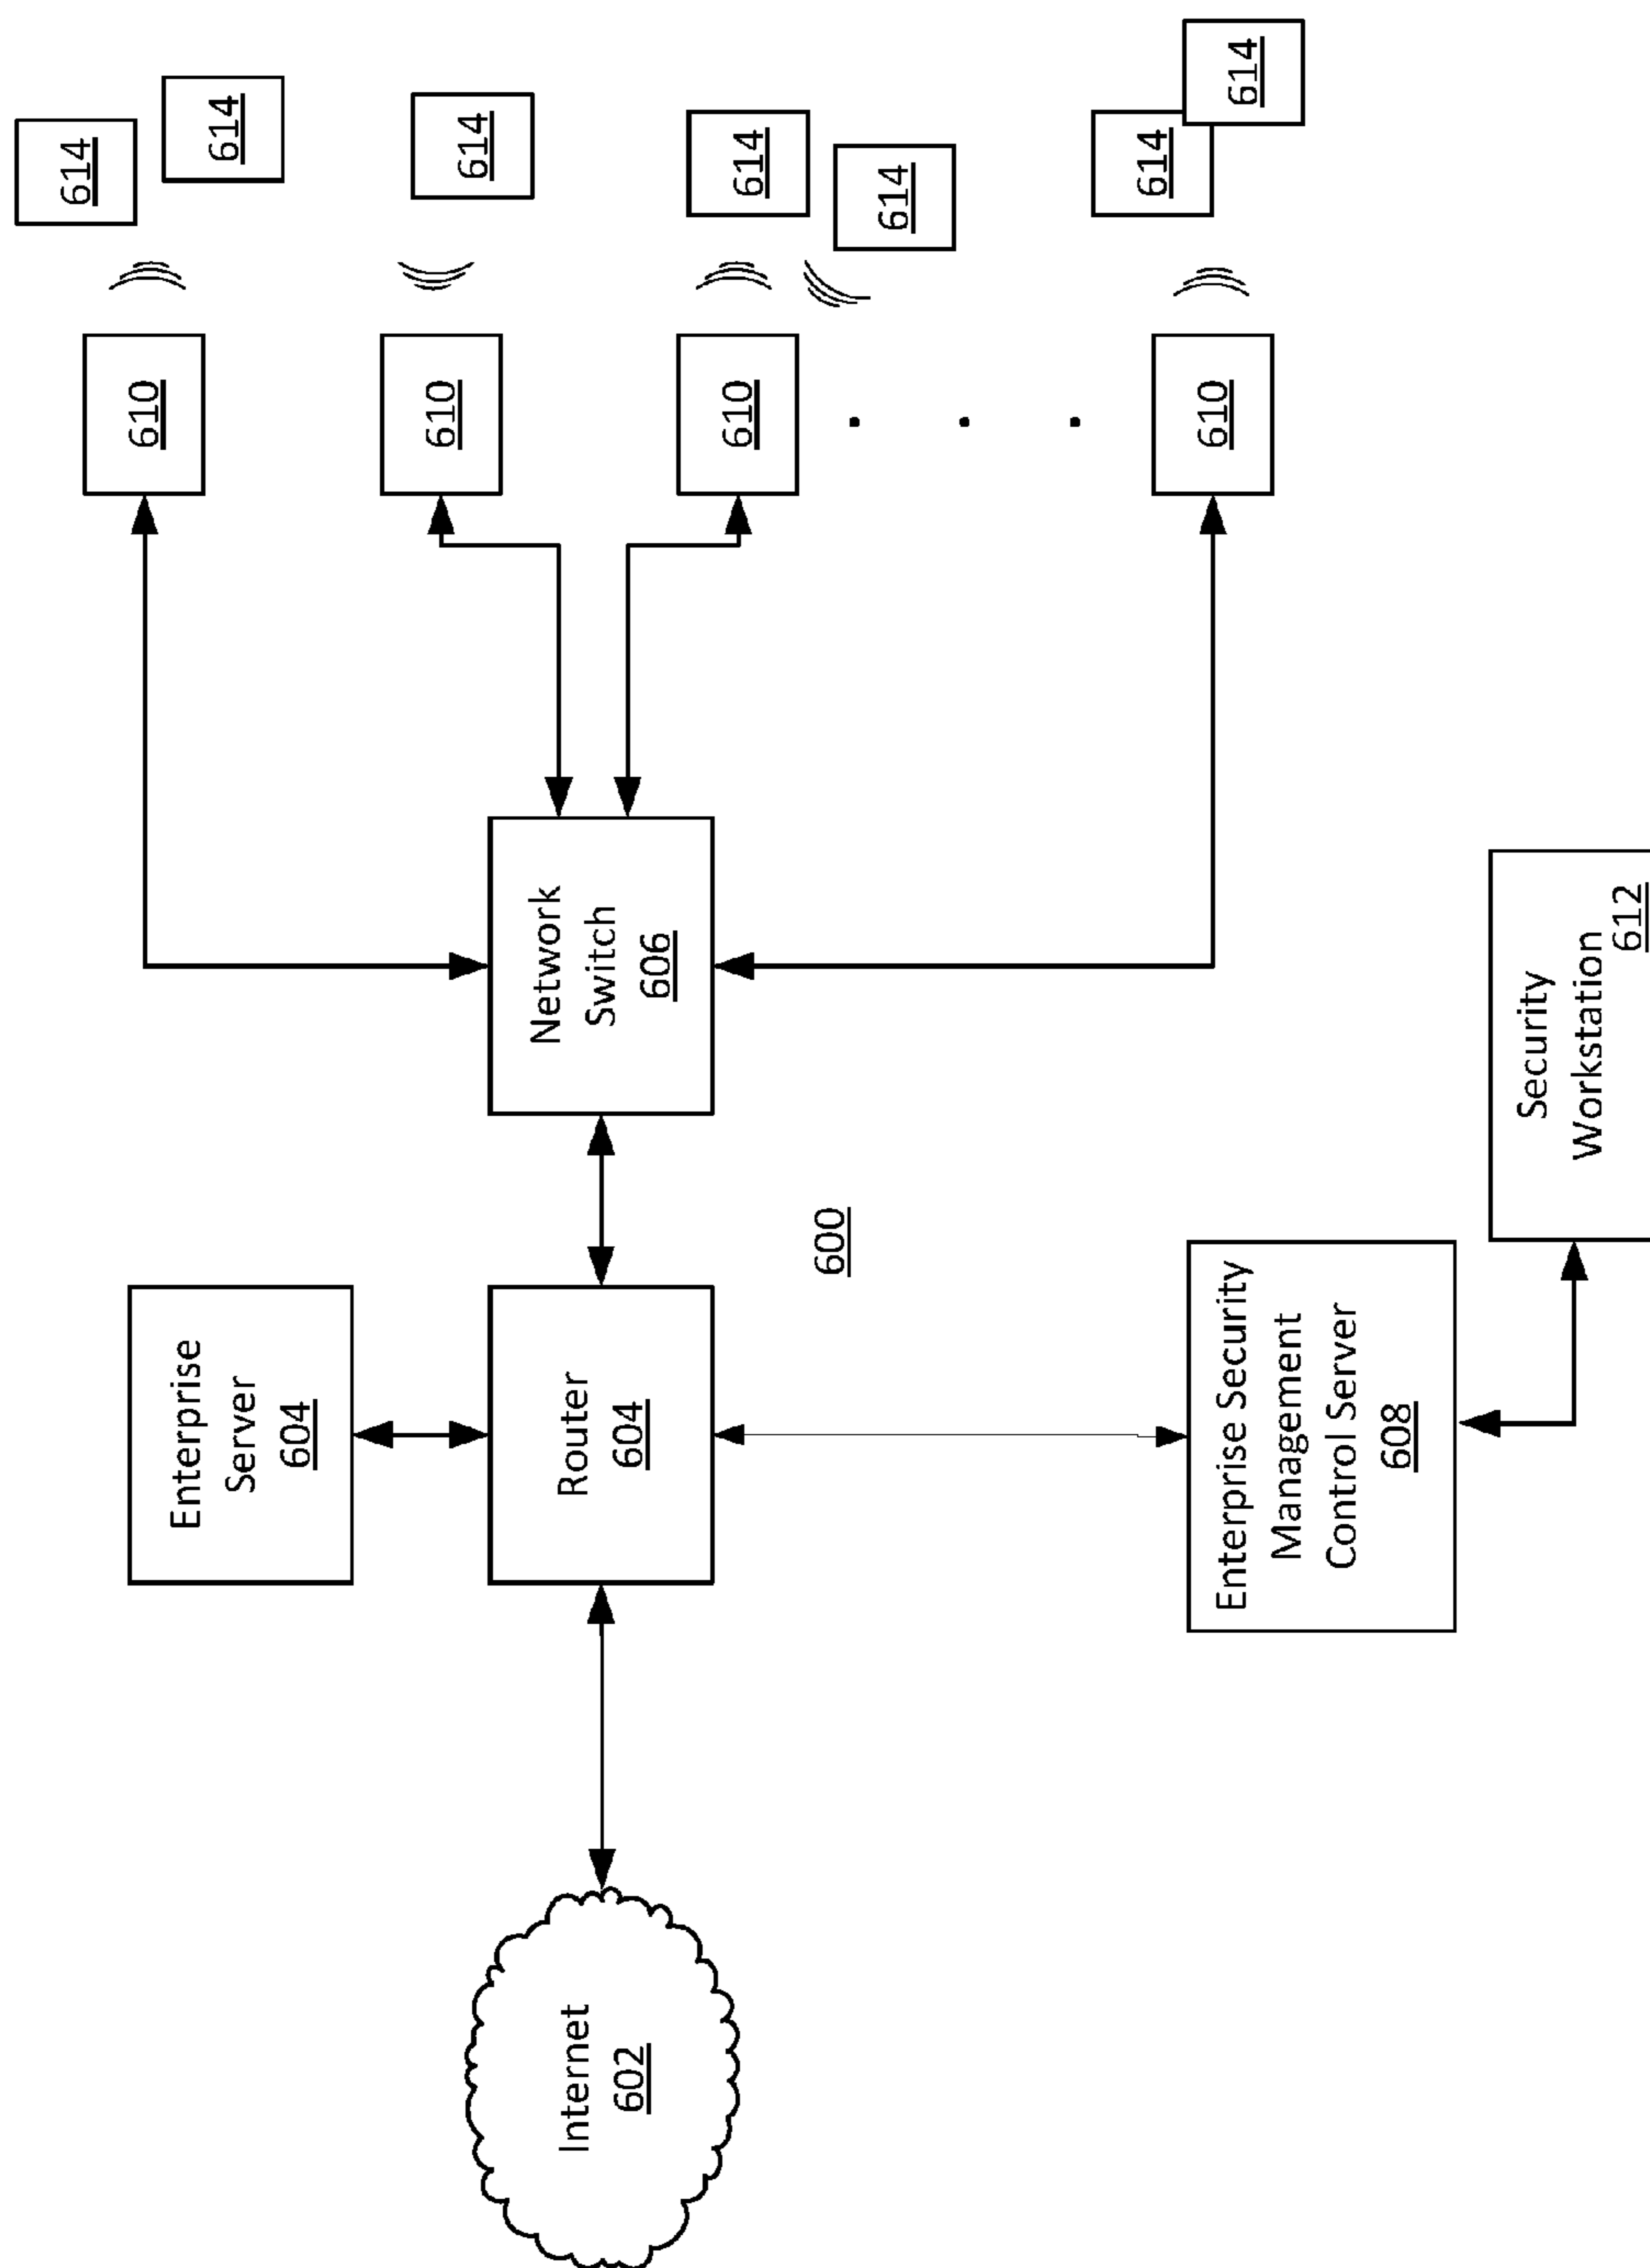 614
Enterprise
Server
604
610
614
610
614
Internet
602
Router
604
Network
Switch
606
610
614
600
614
610
614
614
Enterprise Security
Management
Control Server
608
Security
Workstation
612